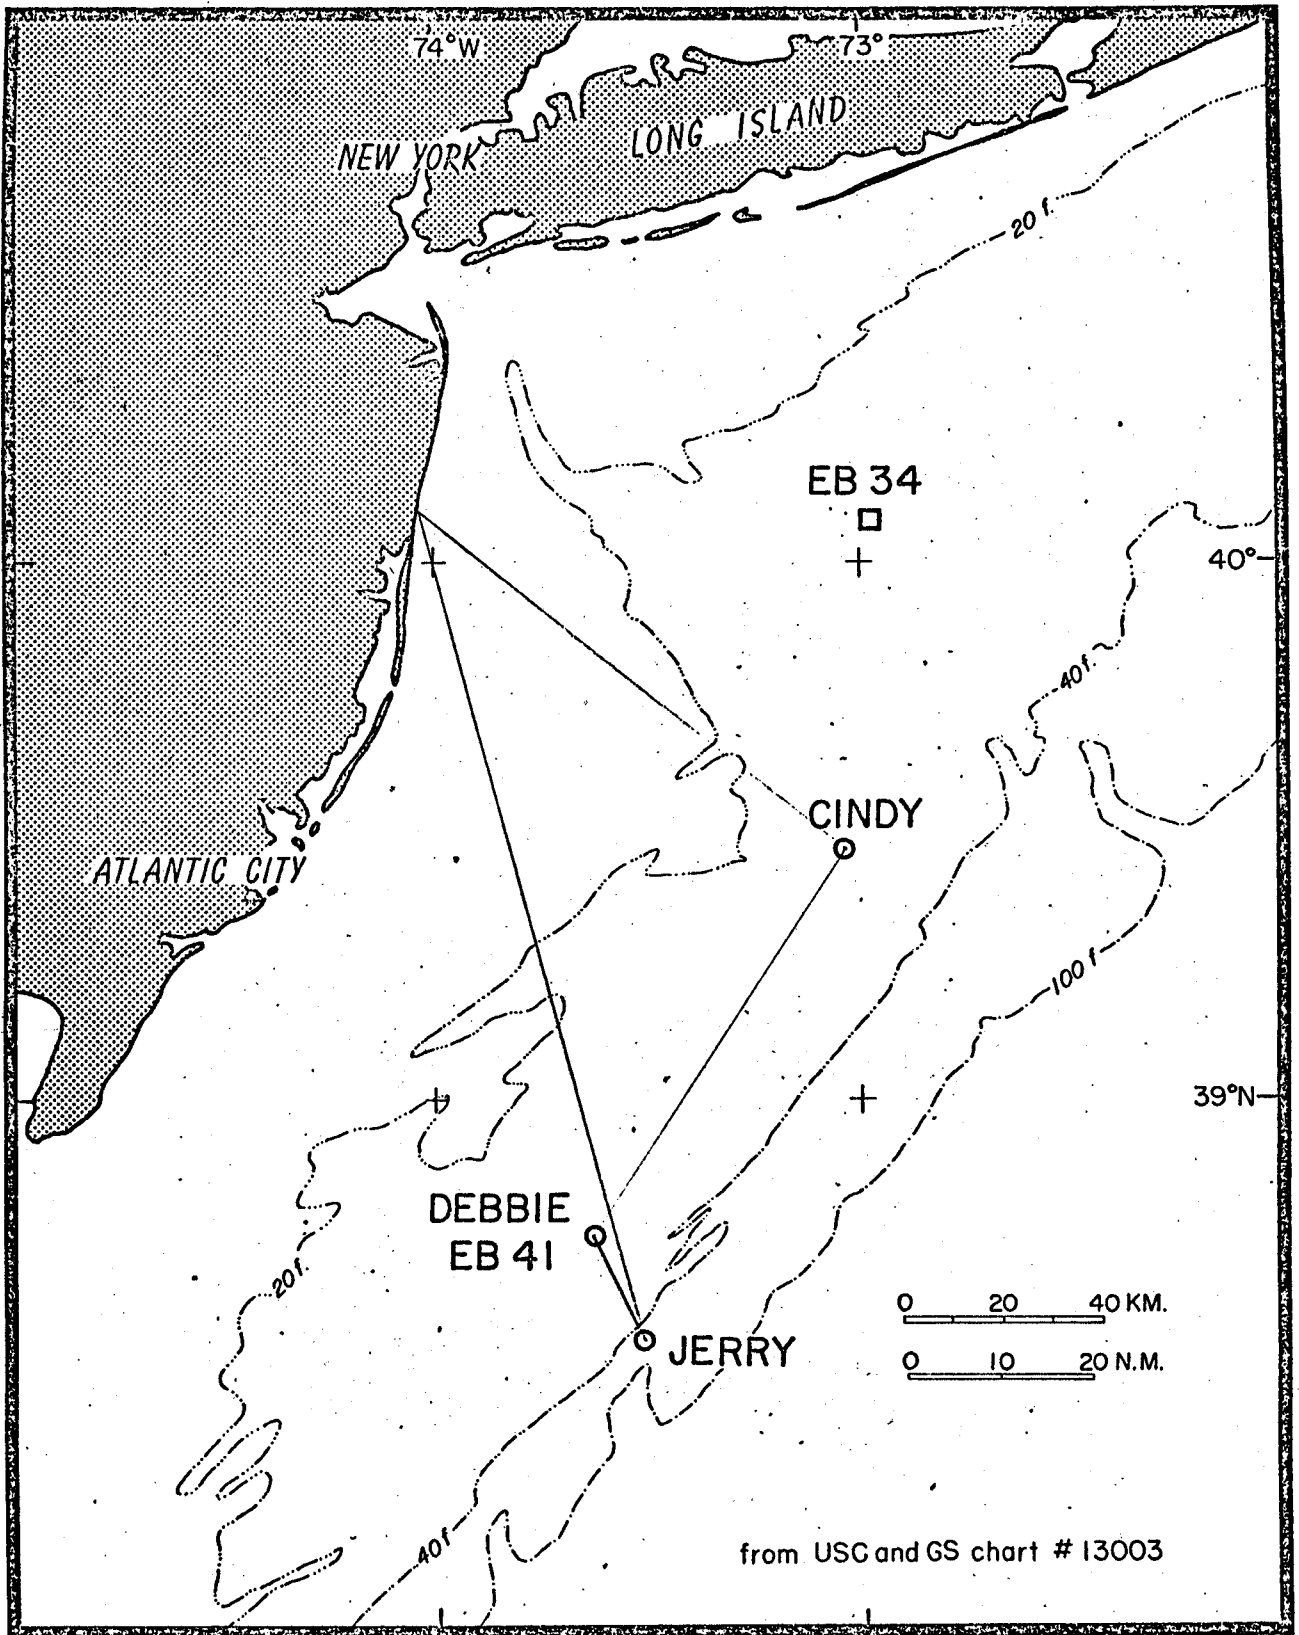 74°W
73°
LONG ISLAND
NEW YORK
20 f.
EB 34
40°
40 f.
CINDY
ATLANTIC CITY
100 f
39°N
DEBBIE
EB 41
20 f.
0 20 40 KM.
JERRY
0 10 20 N.M.
40 f
from USC and GS chart # 13003